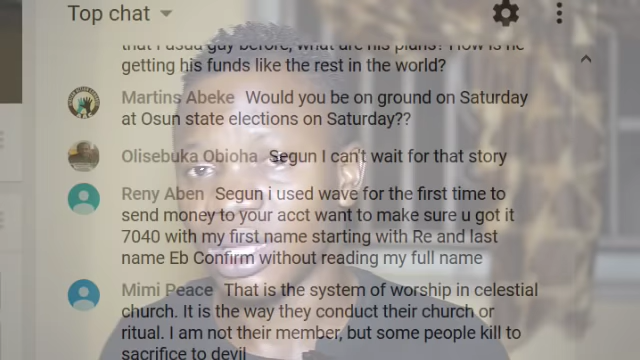 Top chat
that I asua guy before, what are his plans? How is he
getting his funds like the rest in the world?
Martins Abeke Would you be on ground on Saturday
at Osun state elections on Saturday??
Olisebuka Obioha Segun I can't wait for that story
Reny Aben Segun i used wave for the first time to
send money to your acct want to make sure u got it
7040 with my first name starting with Re and last
name Eb Confirm without reading my full name
Mimi Peace That is the system of worship in celestial
church. It is the way they conduct their church or
ritual. I am not their member, but some people kill to
sacrifice to devil